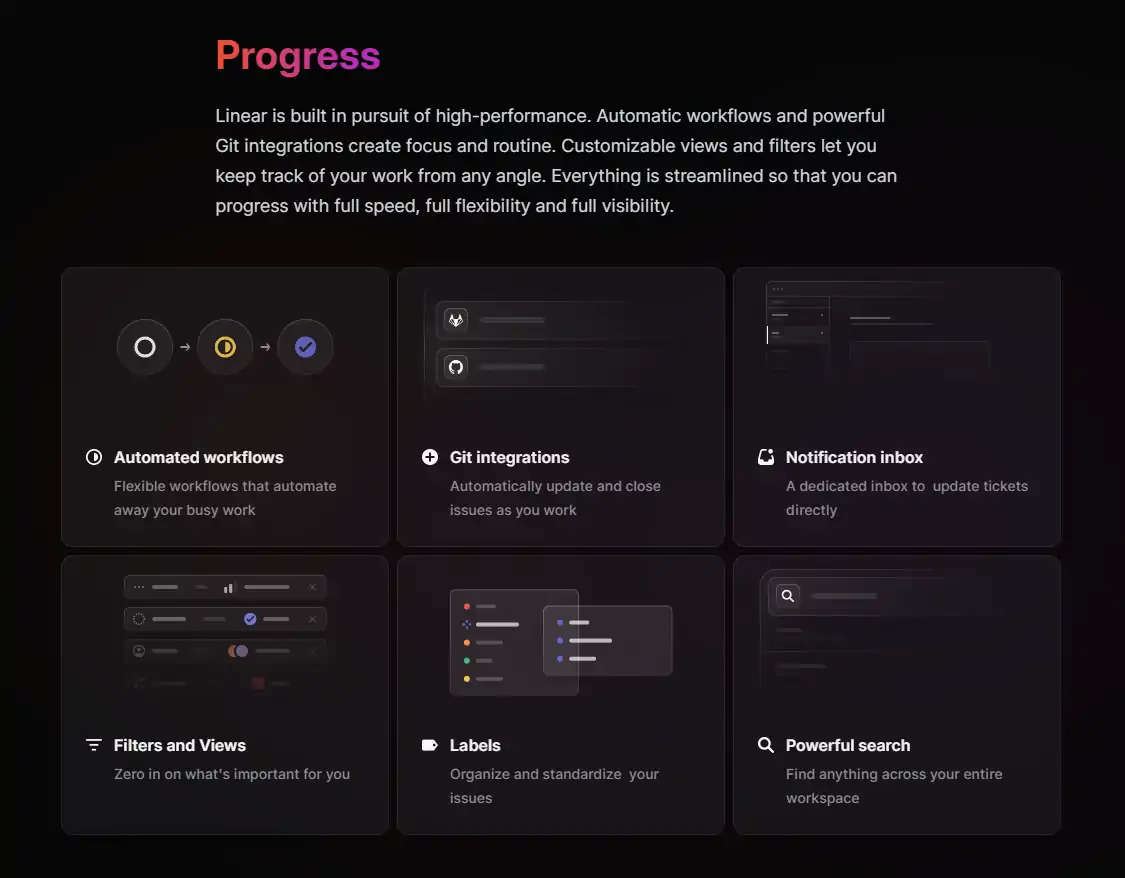 Progress
Linear is built in pursuit of high-performance. Automatic workflows and powerful
Git integrations create focus and routine. Customizable views and filters let you
keep track of your work from any angle. Everything is streamlined so that you can
progress with full speed, full flexibility and full visibility.
Automated workflows
Flexible workflows that automate
away your busy work
Git integrations
Automatically update and close
issues as you work
Notification inbox
A dedicated inbox to  update tickets
directly
Filters and Views
Zero in on what's important for you
Labels
Organize and standardize  your
issues
Powerful search
Find anything across your entire
workspace